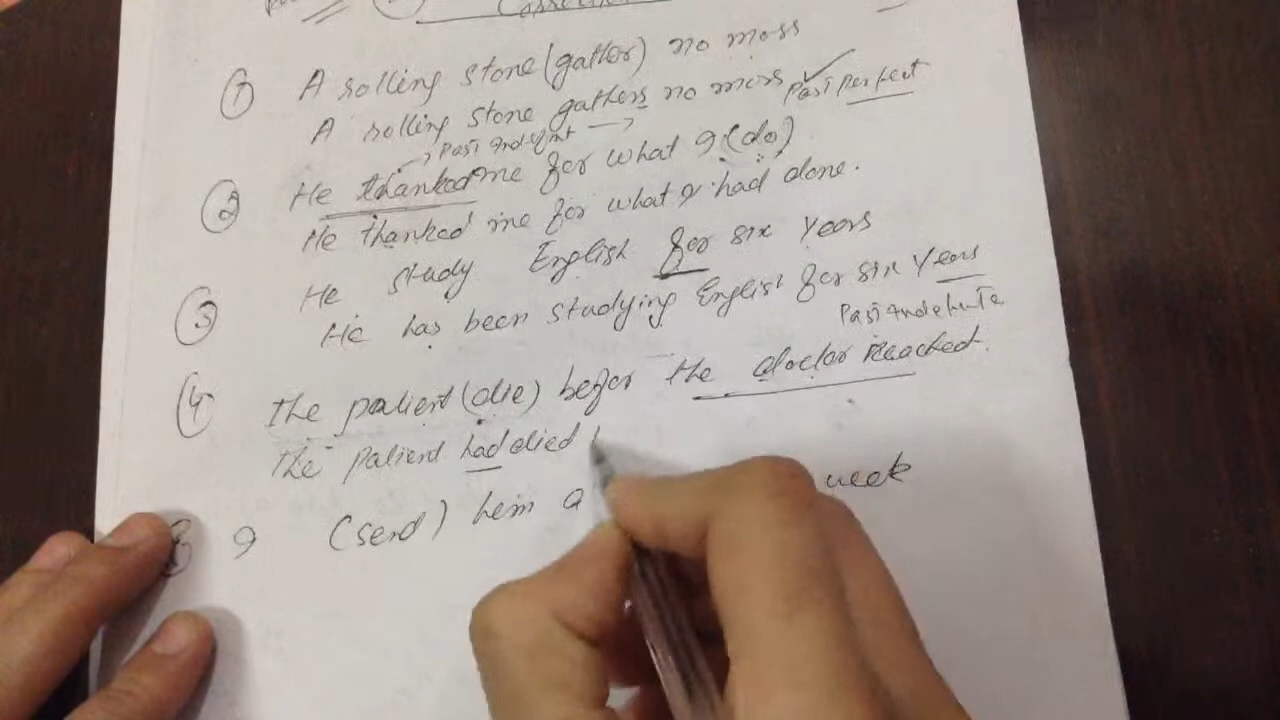 Correction
① A rolling stone (gather) no moss
A rolling stone gathers no moss
Past perfect
Past Indefinit
② He thanked me for what I (do)
He thanked me for what I had done.
③ He study English for six years
He has been studying English for six years
Past Indefinite
④ The patient (die) befor the doctor Reached.
The patient had died
I (send) him a week